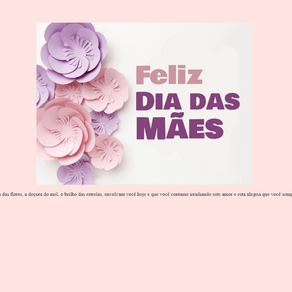 Feliz
DIA DAS
MÃES
das flores, a doçura do mel, o brilho das estrelas, envolvam você hoje e que você continue irradiando este amor e esta alegria que você